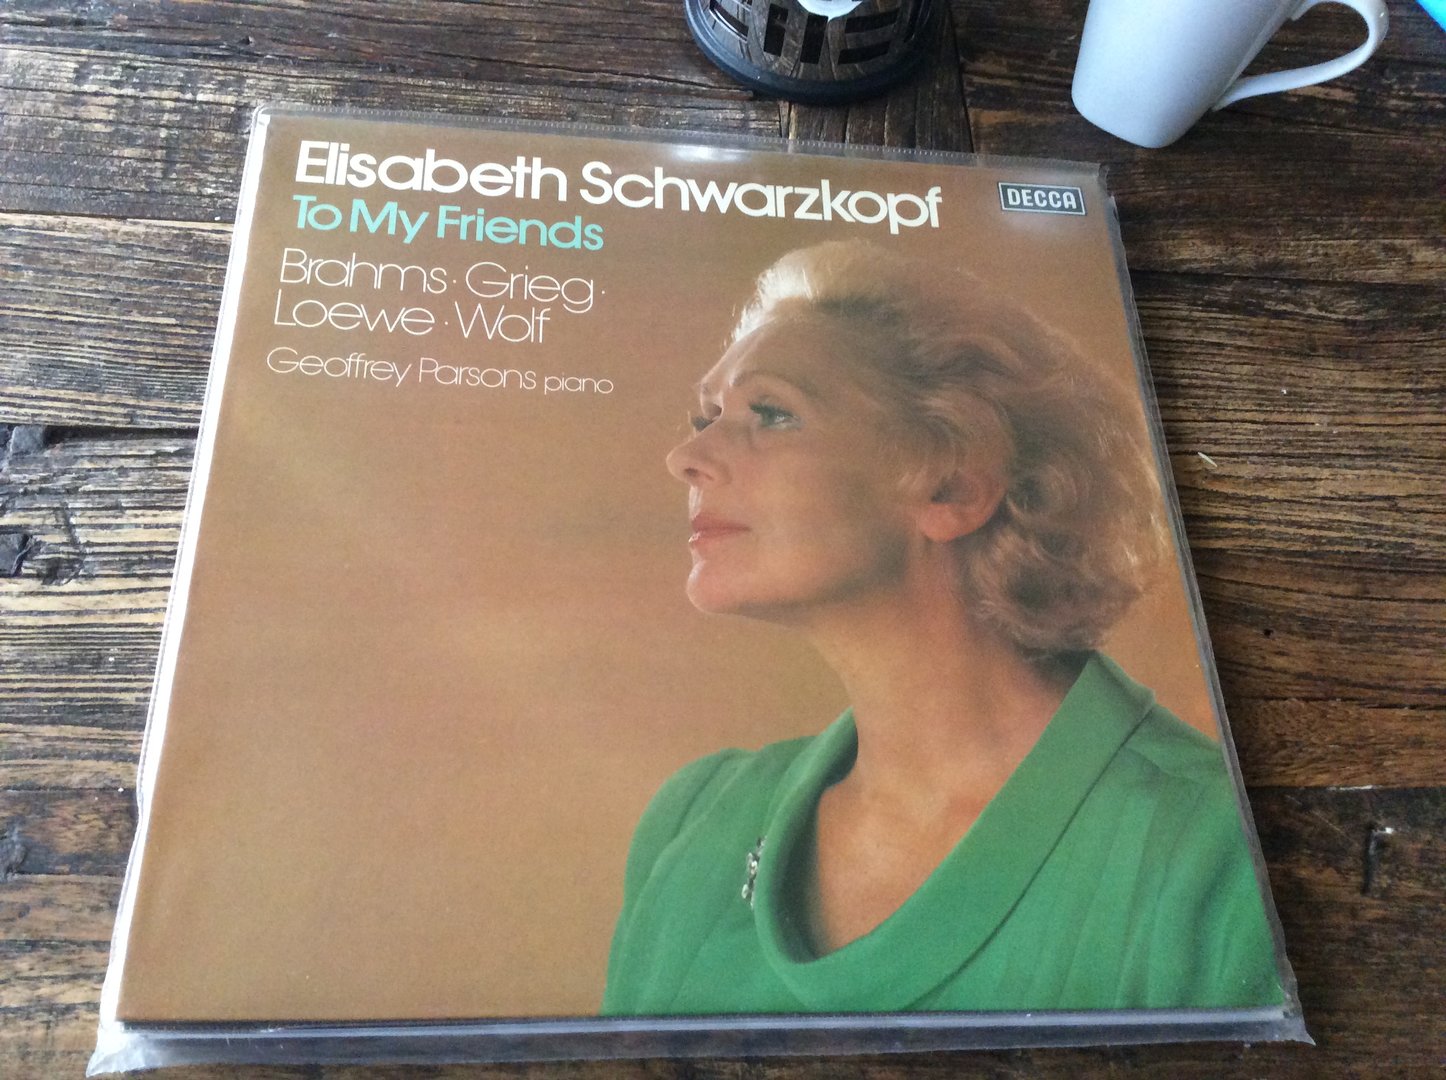 Elisabeth Schwarzkopf
DECCA
To My Friends
Brahms · Grieg ·
Loewe · Wolf
Geoffrey Parsons piano